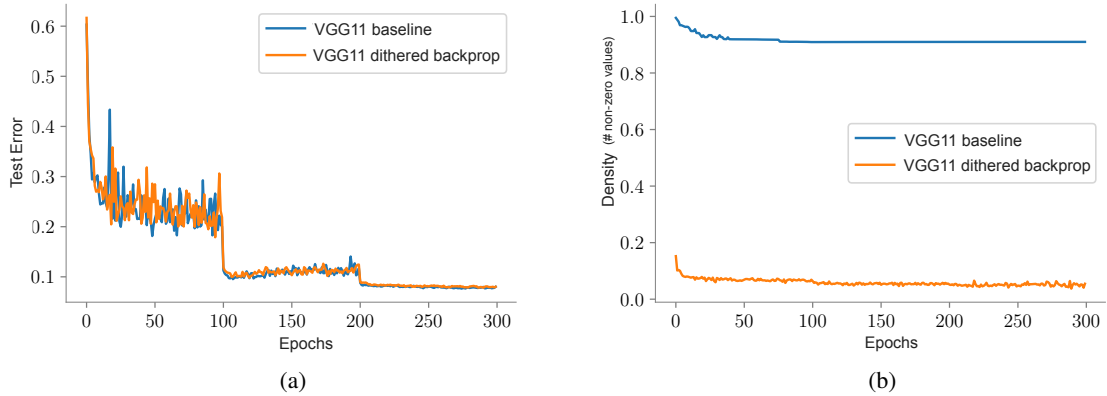 0.6
0.5
0.4
0.3
0.2
0.1
Test Error
VGG11 baseline
VGG11 dithered backprop
0 50 100 150 200 250 300
Epochs
(a)
1.0
0.8
0.6
0.4
0.2
0.0
Density (# non-zero values)
VGG11 baseline
VGG11 dithered backprop
0 50 100 150 200 250 300
Epochs
(b)